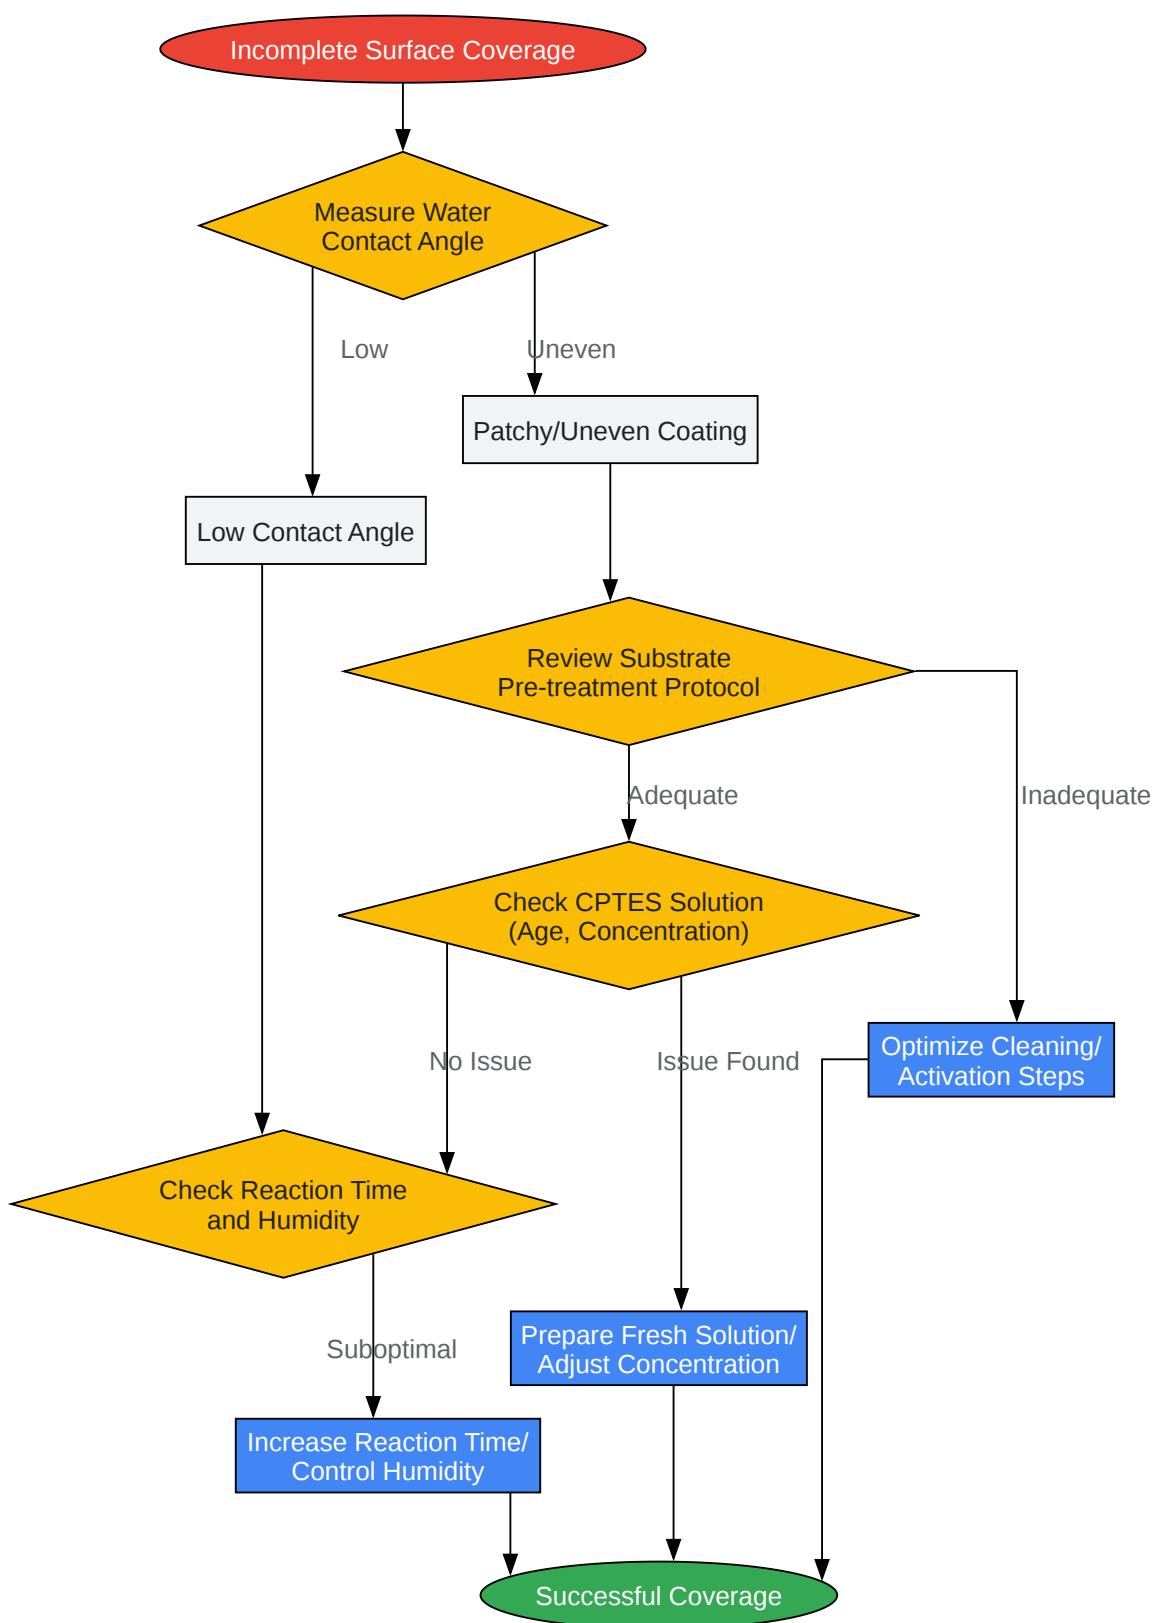 Incomplete Surface Coverage
Measure Water
Contact Angle
Low
Uneven
Patchy/Uneven Coating
Low Contact Angle
Review Substrate
Pre-treatment Protocol
Adequate
Inadequate
Check CPTES Solution
(Age, Concentration)
No Issue
Issue Found
Optimize Cleaning/
Activation Steps
Check Reaction Time
and Humidity
Suboptimal
Prepare Fresh Solution/
Adjust Concentration
Increase Reaction Time/
Control Humidity
Successful Coverage